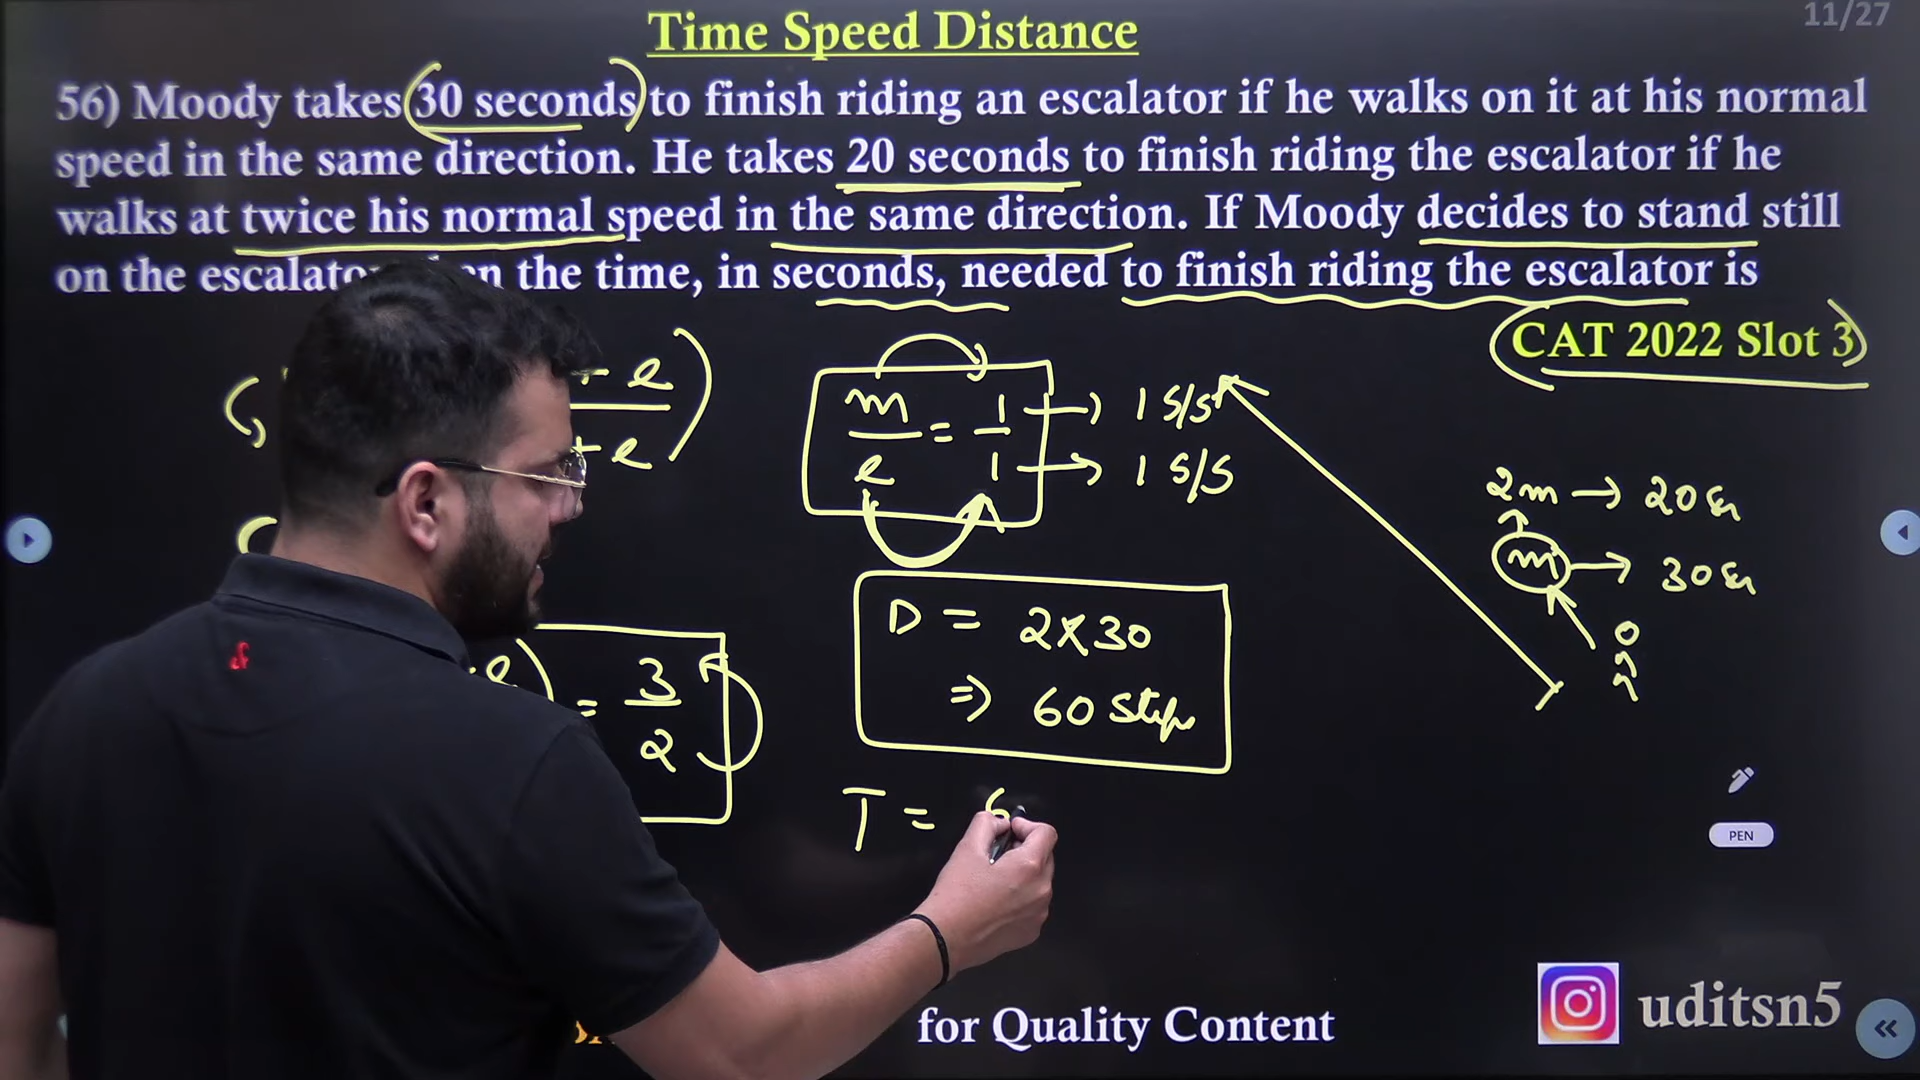 11/27
Time Speed Distance
56) Moody takes 30 seconds to finish riding an escalator if he walks on it at his normal
speed in the same direction. He takes 20 seconds to finish riding the escalator if he
walks at twice his normal speed in the same direction. If Moody decides to stand still
on the escalator the time, in seconds, needed to finish riding the escalator is
CAT 2022 Slot 3
+ e
+ e
m/e = 1/1 → 1 S/S
→ 1 S/S
2m → 20
m → 30
D = 2 x 30
⇒ 60 Steps
= 3/2
T = 6
PEN
for Quality Content
uditsn5